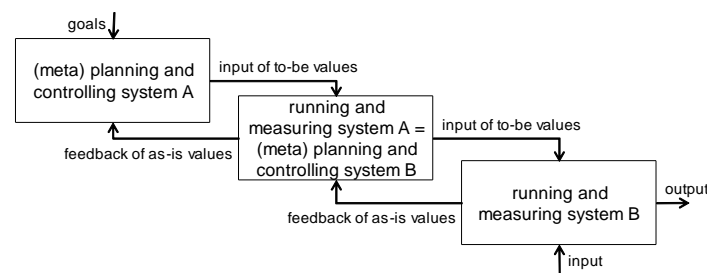 goals
(meta) planning and
controlling system A
input of to-be values
running and
measuring system A =
(meta) planning and
controlling system B
feedback of as-is values
input of to-be values
running and
measuring system B
output
feedback of as-is values
input